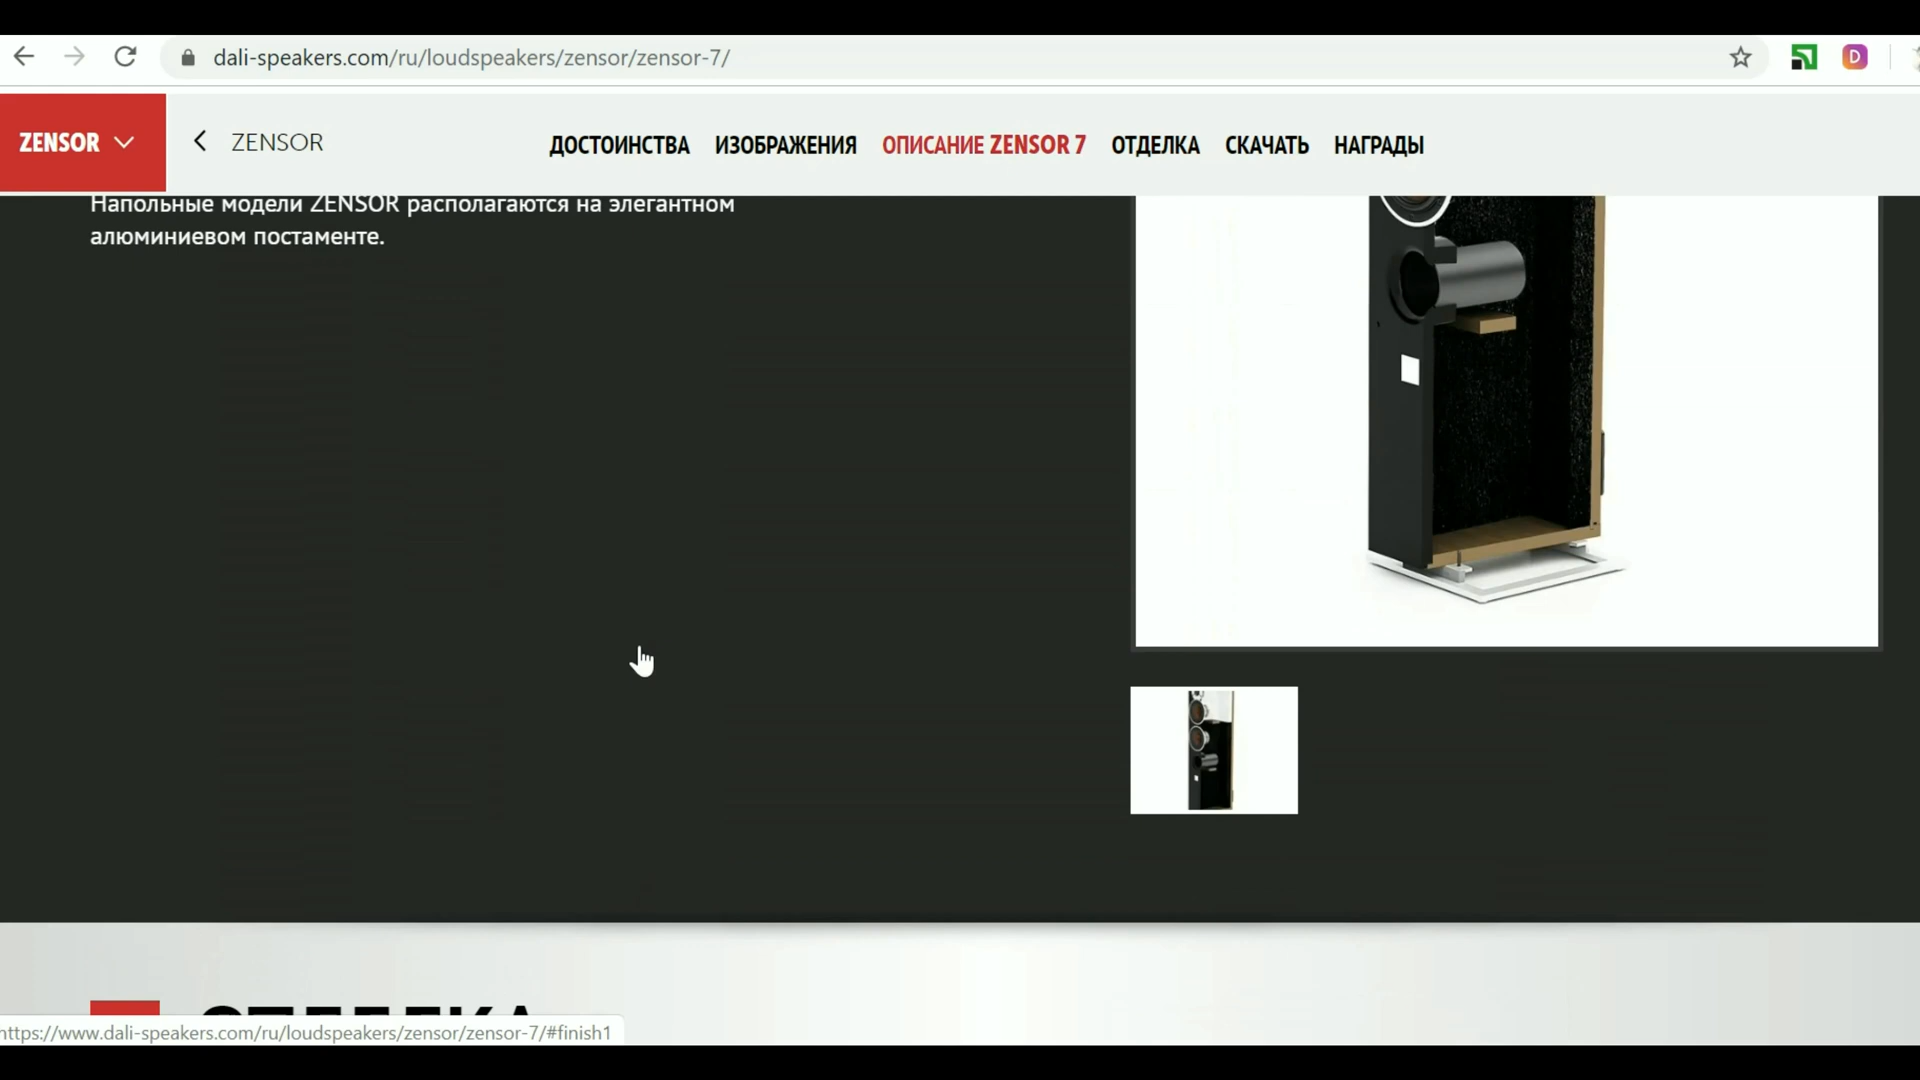 dali-speakers.com/ru/loudspeakers/zensor/zensor-7/
D
ZENSOR
ZENSOR
ДОСТОИНСТВА
ИЗОБРАЖЕНИЯ
ОПИСАНИЕ ZENSOR 7
ОТДЕЛКА
СКАЧАТЬ
НАГРАДЫ
Напольные модели ZENSOR располагаются на элегантном
алюминиевом постаменте.
ОТДЕЛКА
https://www.dali-speakers.com/ru/loudspeakers/zensor/zensor-7/#finish1